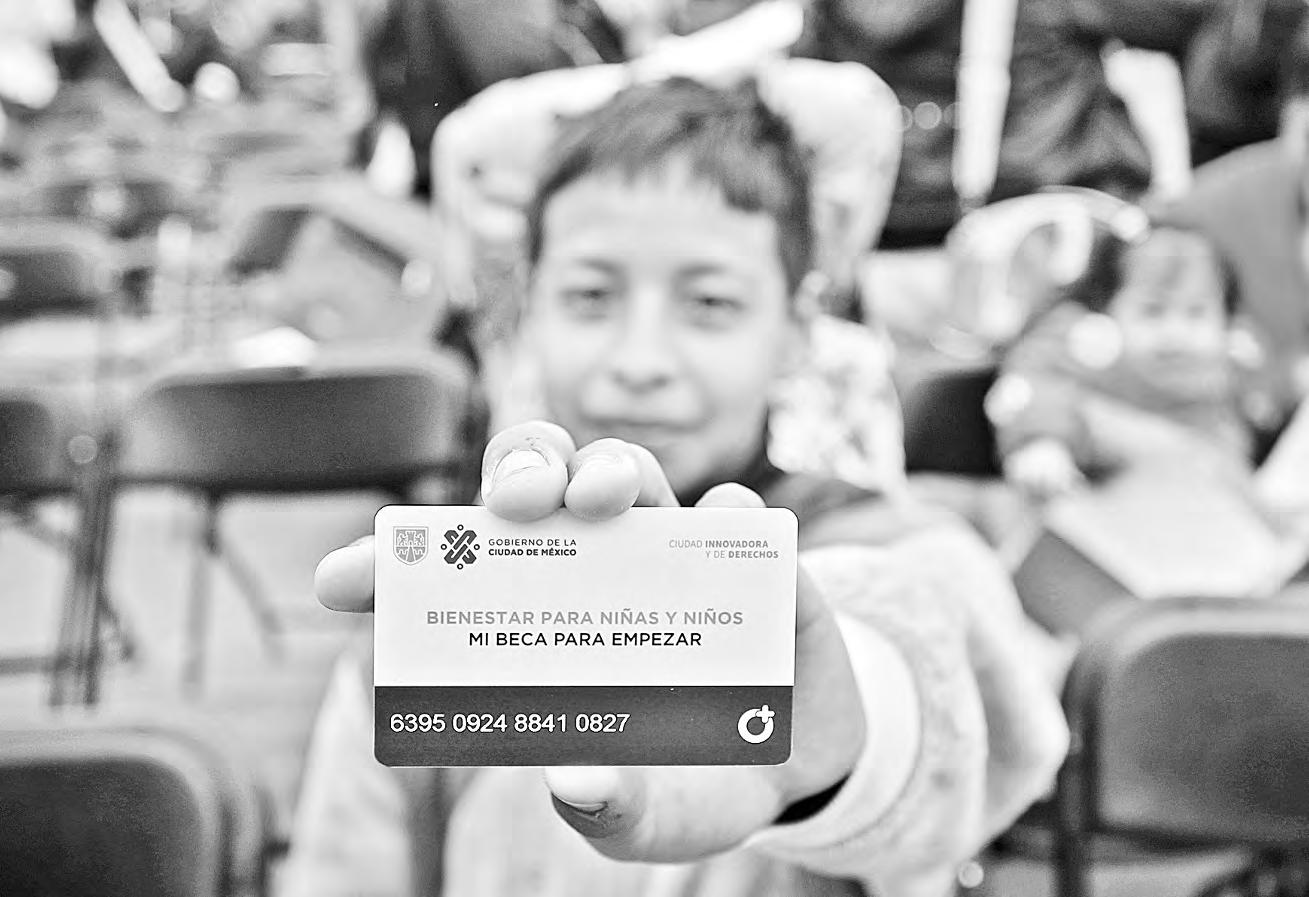 GOBIERNO DE LA
CIUDAD DE MÉXICO
CIUDAD INNOVADORA
Y DE DERECHOS
BIENESTAR PARA NIÑAS Y NIÑOS
MI BECA PARA EMPEZAR
6395 0924 8841 0827